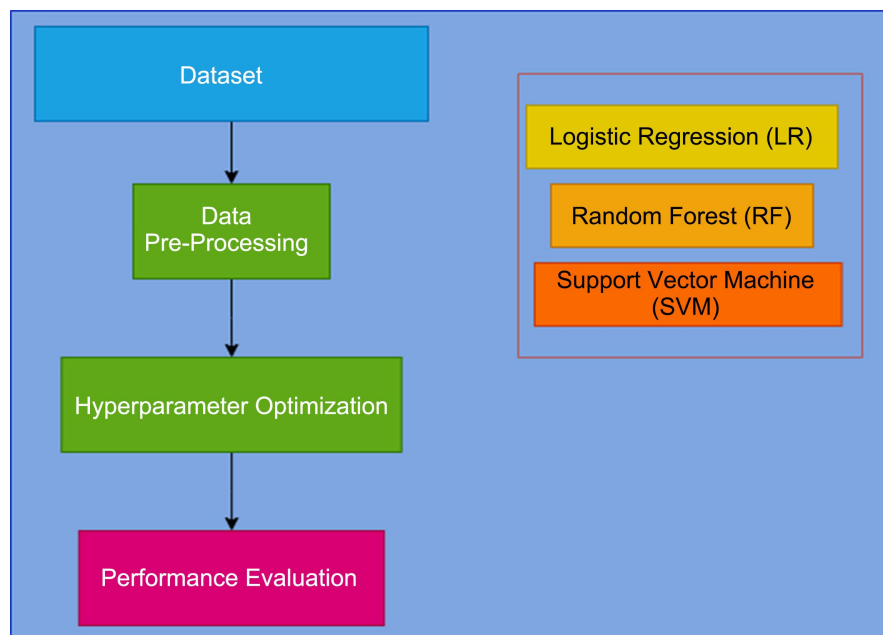 Dataset
Data
Pre-Processing
Hyperparameter Optimization
Performance Evaluation
Logistic Regression (LR)
Random Forest (RF)
Support Vector Machine
(SVM)